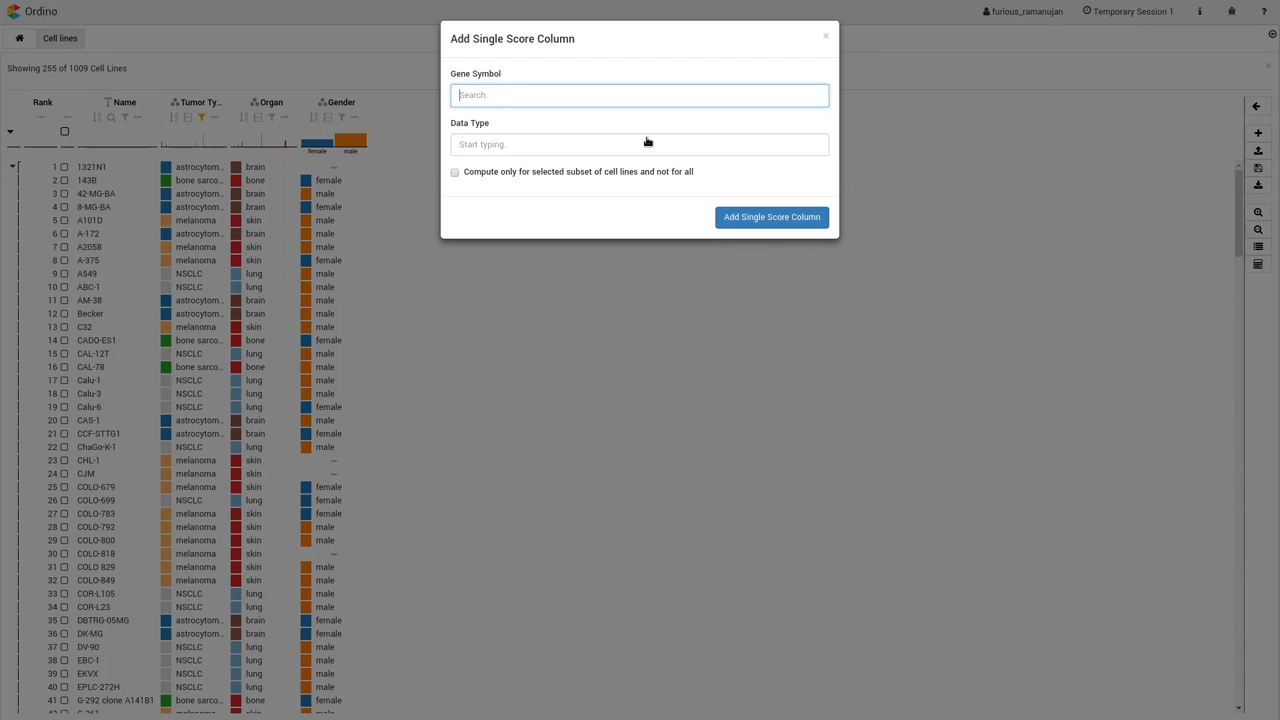 Ordino
furious_ramanujan
Temporary Session 1
Cell lines
Showing 255 of 1009 Cell Lines
Add Single Score Column
×
Gene Symbol
Search.
Data Type
Start typing..
Compute only for selected subset of cell lines and not for all
Add Single Score Column
Rank Name Tumor Ty... Organ Gender
female male
1 1321N1 astrocytom... brain —
2 143B bone sarco... bone female
3 42-MG-BA astrocytom... brain male
4 8-MG-BA astrocytom... brain female
5 A101D melanoma skin male
6 A-172 astrocytom... brain male
7 A2058 melanoma skin male
8 A-375 melanoma skin female
9 A549 NSCLC lung male
10 ABC-1 NSCLC lung male
11 AM-38 astrocytom... brain male
12 Becker astrocytom... brain male
13 C32 melanoma skin male
14 CADO-ES1 bone sarco... bone female
15 CAL-12T NSCLC lung male
16 CAL-78 bone sarco... bone male
17 Calu-1 NSCLC lung male
18 Calu-3 NSCLC lung male
19 Calu-6 NSCLC lung female
20 CAS-1 astrocytom... brain male
21 CCF-STTG1 astrocytom... brain female
22 ChaGo-K-1 NSCLC lung male
23 CHL-1 melanoma skin —
24 CJM melanoma skin —
25 COLO-679 melanoma skin female
26 COLO-699 NSCLC lung female
27 COLO-783 melanoma skin female
28 COLO-792 melanoma skin male
29 COLO-800 melanoma skin male
30 COLO-818 melanoma skin —
31 COLO 829 melanoma skin male
32 COLO-849 melanoma skin male
33 COR-L105 NSCLC lung male
34 COR-L23 NSCLC lung male
35 DBTRG-05MG astrocytom... brain female
36 DK-MG astrocytom... brain female
37 DV-90 NSCLC lung male
38 EBC-1 NSCLC lung male
39 EKVX NSCLC lung male
40 EPLC-272H NSCLC lung male
41 G-292 clone A141B1 bone sarco... bone female